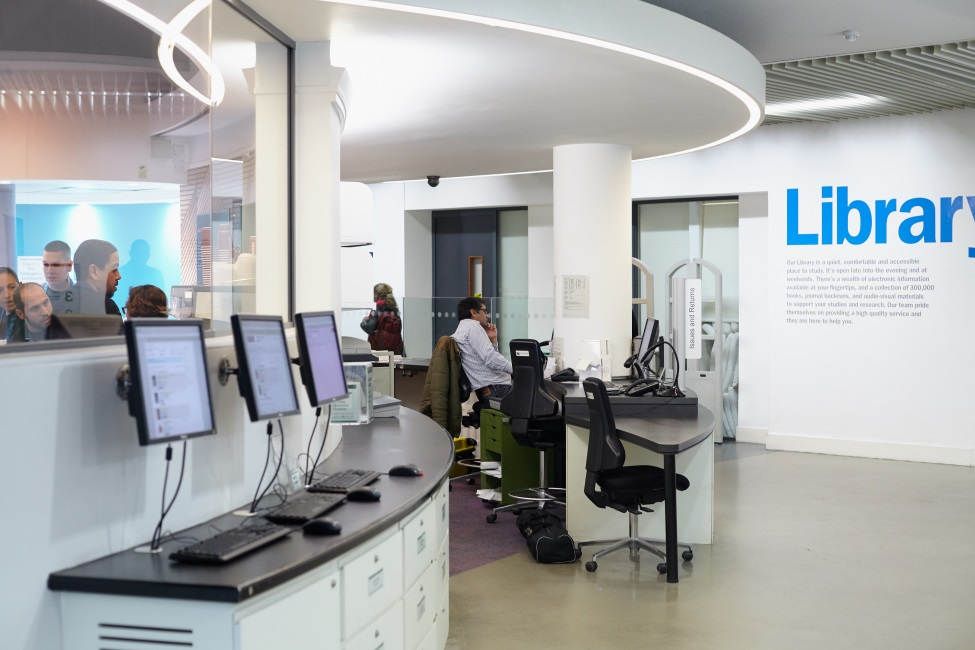 Library
Our Library is a quiet, comfortable and accessible
place to study. It's open late into the evening and at
weekends. There's a wealth of electronic information
available at your fingertips, and a collection of 300,000
books, journal backruns, and audio-visual materials
to support your studies and research. Our team pride
themselves on providing a high quality service and
they are here to help you.
Issues and Returns